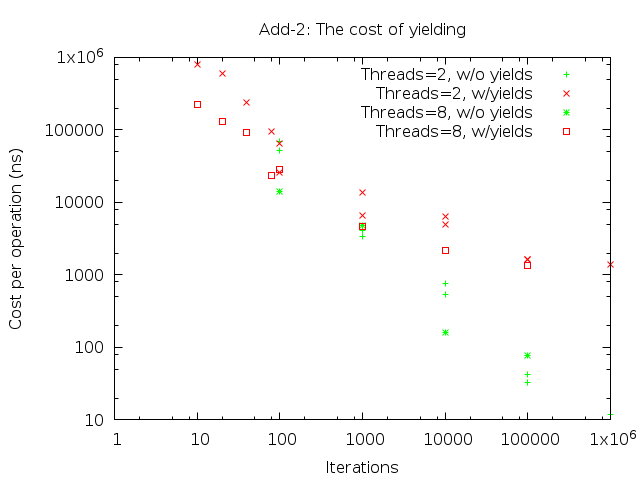 Add-2: The cost of yielding
Threads=2, w/o yields
Threads=2, w/yields
Threads=8, w/o yields
Threads=8, w/yields
Cost per operation (ns)
1x10^6
100000
10000
1000
100
10
1 10 100 1000 10000 100000 1x10^6
Iterations